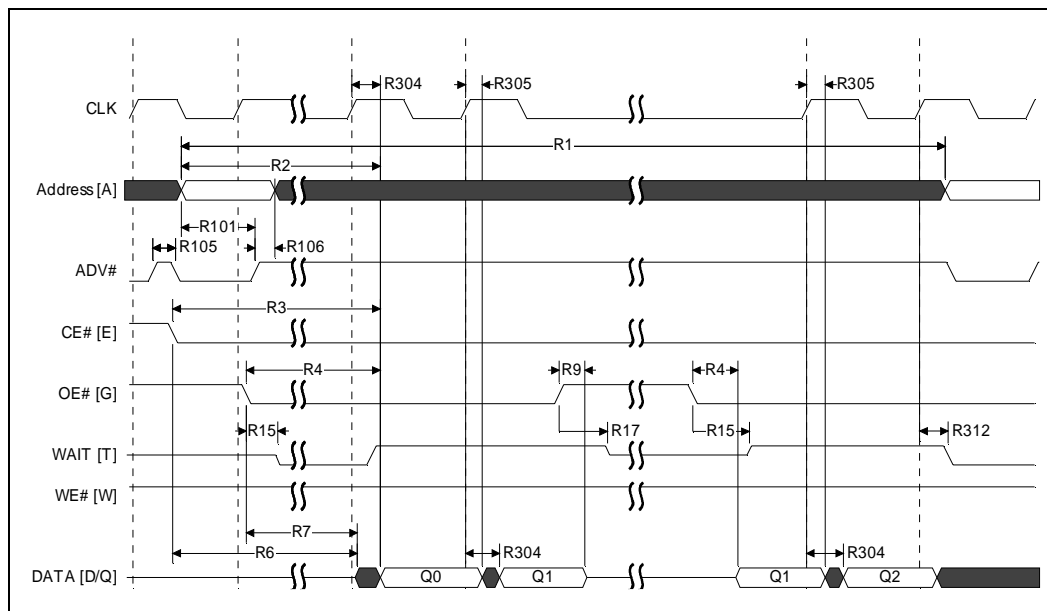 R304 R305 R305
CLK
R1
R2
Address [A]
R101
R105 R106
ADV#
R3
CE# [E]
R4 R9 R4
OE# [G]
R15 R17 R15 R312
WAIT [T]
WE# [W]
R7
R6
R304 R304
DATA [D/Q] Q0 Q1 Q1 Q2